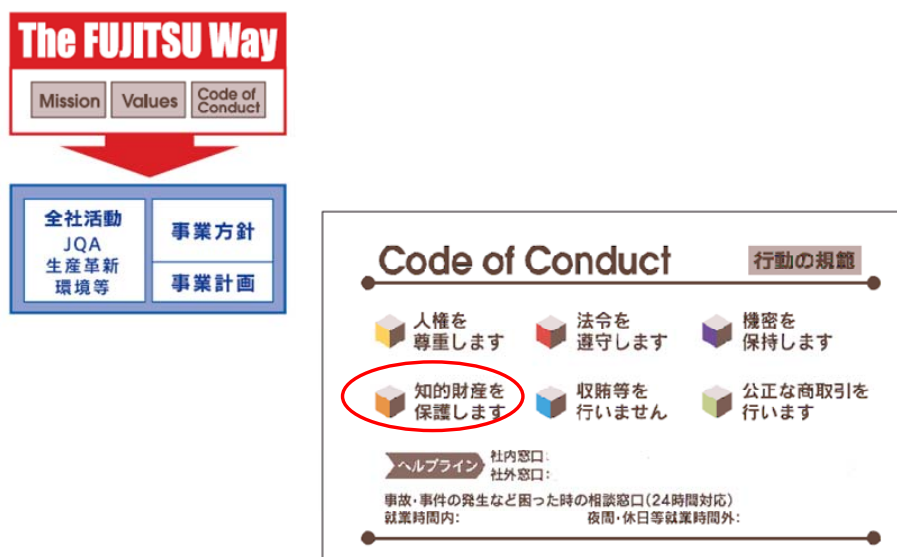 The FUJITSU Way
Mission Values Code of Conduct
全社活動
JQA
生産革新
環境等
事業方針
事業計画
Code of Conduct 行動の規範
人権を
尊重します
法令を
遵守します
機密を
保持します
知的財産を
保護します
収賄等を
行いません
公正な商取引を
行います
ヘルプライン
社内窓口:
社外窓口:
事故・事件の発生など困った時の相談窓口(24時間対応)
就業時間内: 夜間・休日等就業時間外: